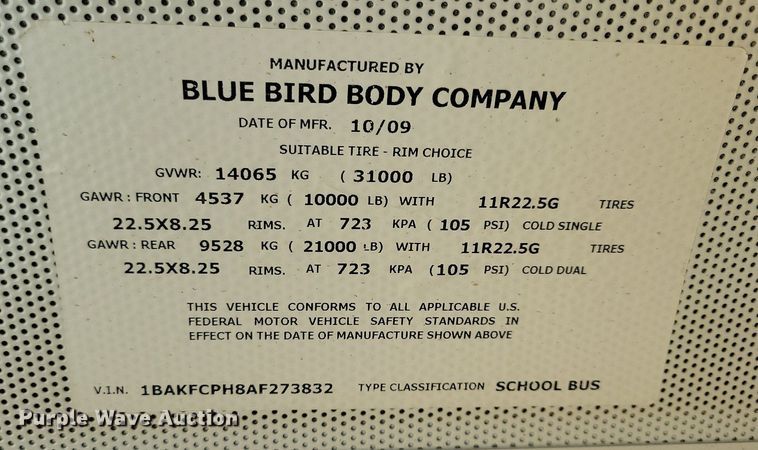 MANUFACTURED BY
BLUE BIRD BODY COMPANY
DATE OF MFR. 10/09
SUITABLE TIRE - RIM CHOICE
GVWR: 14065 KG ( 31000 LB)
GAWR : FRONT 4537 KG ( 10000 LB) WITH 11R22.5G TIRES
22.5X8.25 RIMS. AT 723 KPA ( 105 PSI) COLD SINGLE
GAWR : REAR 9528 KG ( 21000 LB) WITH 11R22.5G TIRES
22.5X8.25 RIMS. AT 723 KPA (105 PSI) COLD DUAL
THIS VEHICLE CONFORMS TO ALL APPLICABLE U.S.
FEDERAL MOTOR VEHICLE SAFETY STANDARDS IN
EFFECT ON THE DATE OF MANUFACTURE SHOWN ABOVE
V.I.N. 1BAKFCPH8AF273832 TYPE CLASSIFICATION SCHOOL BUS
Purple Wave Auction